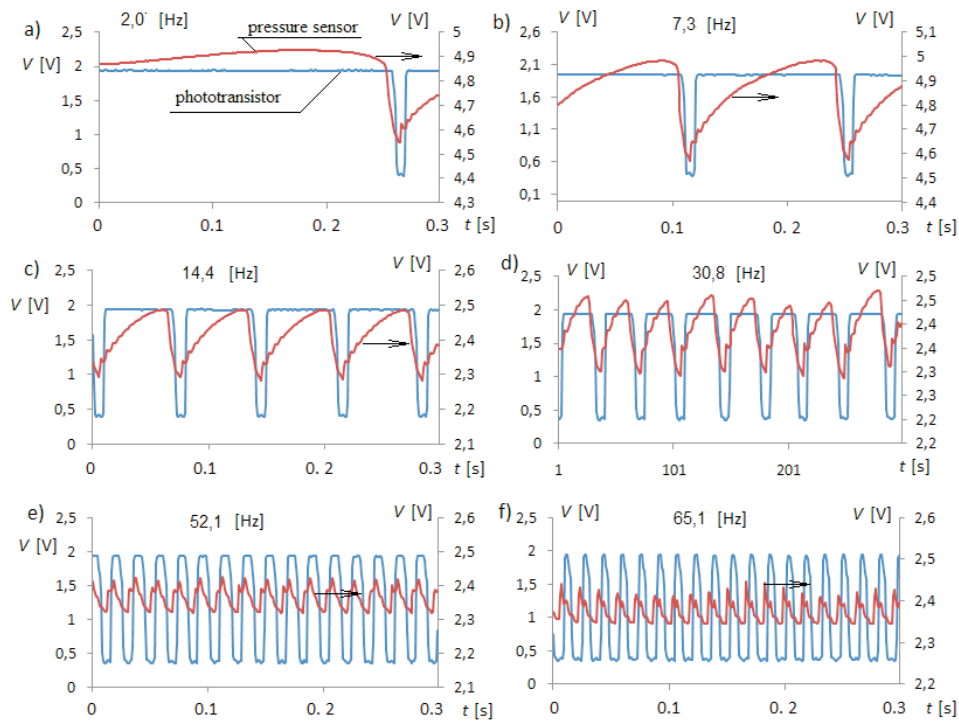 a) 2,0 [Hz]
pressure sensor
phototransistor
V [V]
2,5
2
1,5
1
0,5
0
0 0.1 0. 2 0.3
t [s]
V [V]
5
4,9
4,8
4,7
4,6
4,5
4,4
4,3
b) 7,3 [Hz]
V [V]
2,6
2,1
1,6
1,1
0,6
0,1
0 0.1 0. 2 0.3
t [s]
V [V]
5,1
5
4,9
4,8
4,7
4,6
4,5
4,4
c) 14,4 [Hz]
V [V]
2,5
2
1,5
1
0,5
0
0 0.1 0. 2 0.3
t [s]
V [V]
2,6
2,5
2,4
2,3
2,2
2,1
d) 30,8 [Hz]
V [V]
2,5
2
1,5
1
0,5
0
1 101 201
t [s]
V [V]
2,5
2,4
2,4
2,3
2,3
2,2
2,2
e) 52,1 [Hz]
V [V]
2,5
2
1,5
1
0,5
0
0 0.1 0. 2 0.3
t [s]
V [V]
2,6
2,5
2,4
2,3
2,2
2,1
f) 65,1 [Hz]
V [V]
2,5
2
1,5
1
0,5
0
0 0.1 0. 2 0.3
t [s]
V [V]
2,6
2,5
2,4
2,3
2,2